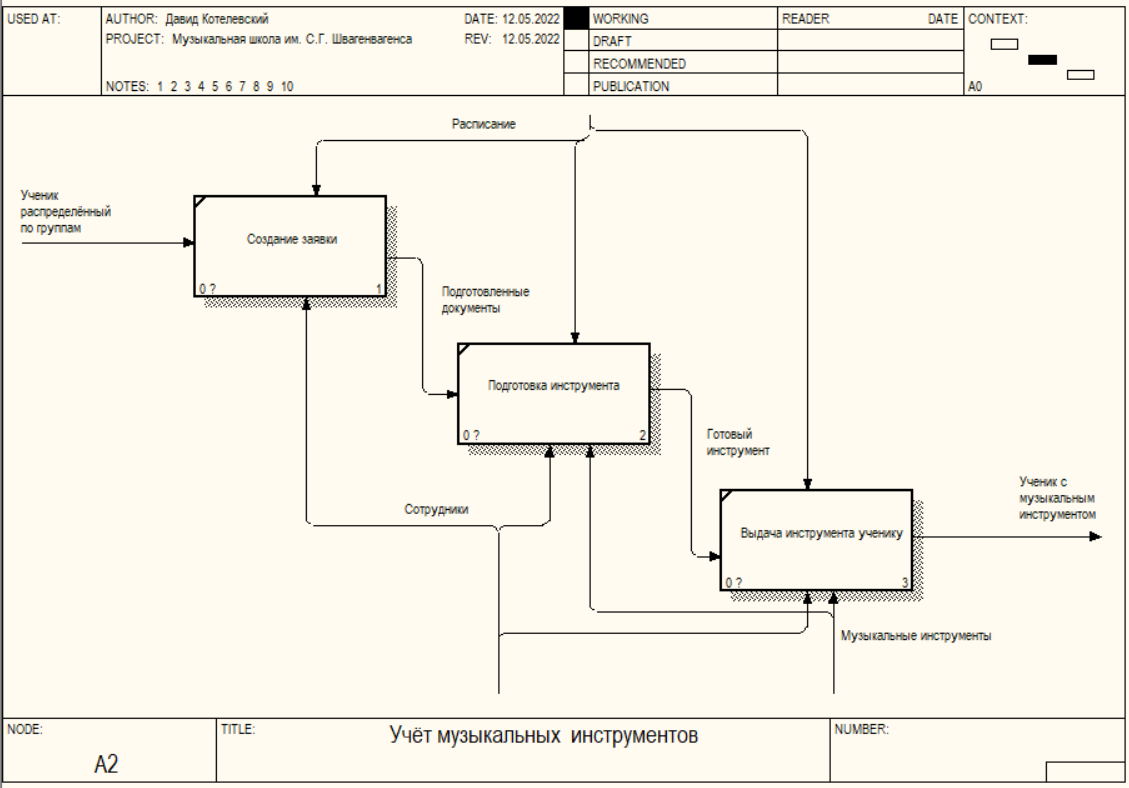 USED AT:
AUTHOR: Давид Котелевский
DATE: 12.05.2022
PROJECT: Музыкальная школа им. С.Г. Швагенвагенса
REV: 12.05.2022
NOTES: 1 2 3 4 5 6 7 8 9 10
WORKING
DRAFT
RECOMMENDED
PUBLICATION
READER
DATE
CONTEXT:
A0
Расписание
Ученик
распределённый
по группам
Создание заявки
0 ?
1
Подготовленные
документы
Подготовка инструмента
0 ?
2
Готовый
инструмент
Сотрудники
Ученик с
музыкальным
инструментом
Выдача инструмента ученику
0 ?
3
Музыкальные инструменты
NODE:
A2
TITLE:
Учёт музыкальных инструментов
NUMBER: